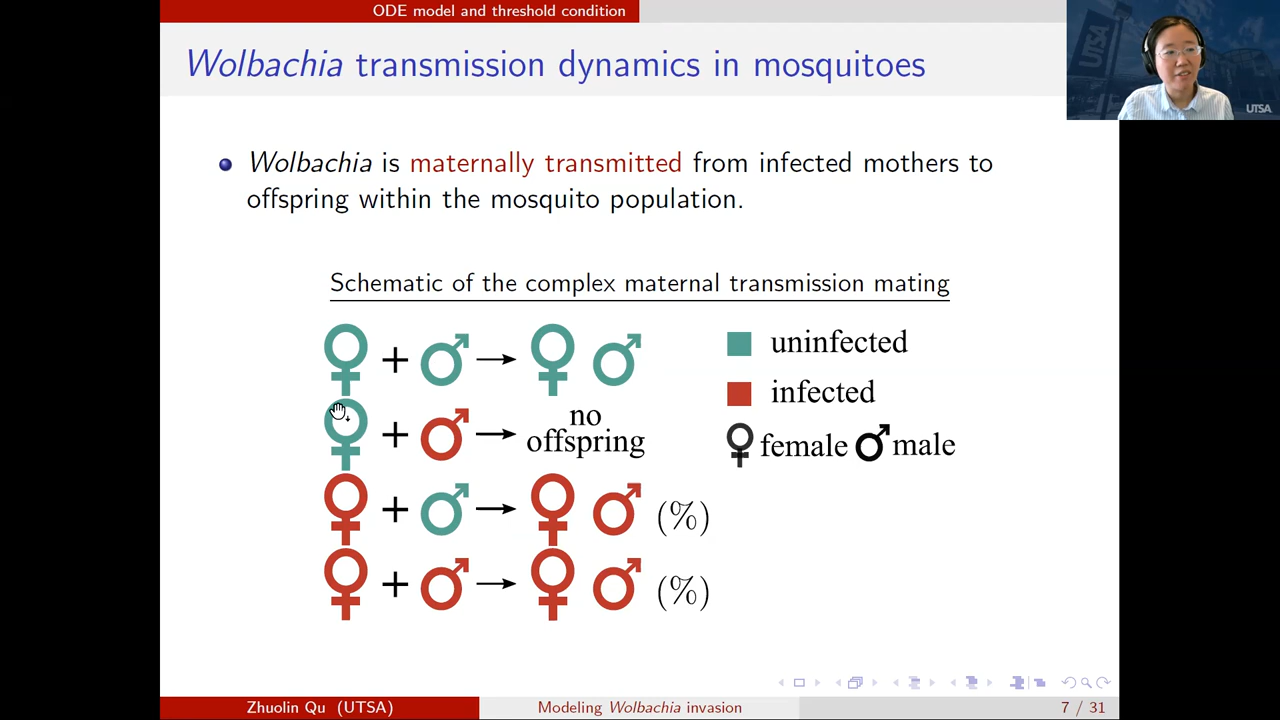 ODE model and threshold condition
Wolbachia transmission dynamics in mosquitoes
UTSA
UTSA
Wolbachia is maternally transmitted from infected mothers to
offspring within the mosquito population.
Schematic of the complex maternal transmission mating
+
uninfected
infected
+
no
offspring
female
male
+
(%)
+
(%)
Zhuolin Qu (UTSA)
Modeling Wolbachia invasion
7 / 31